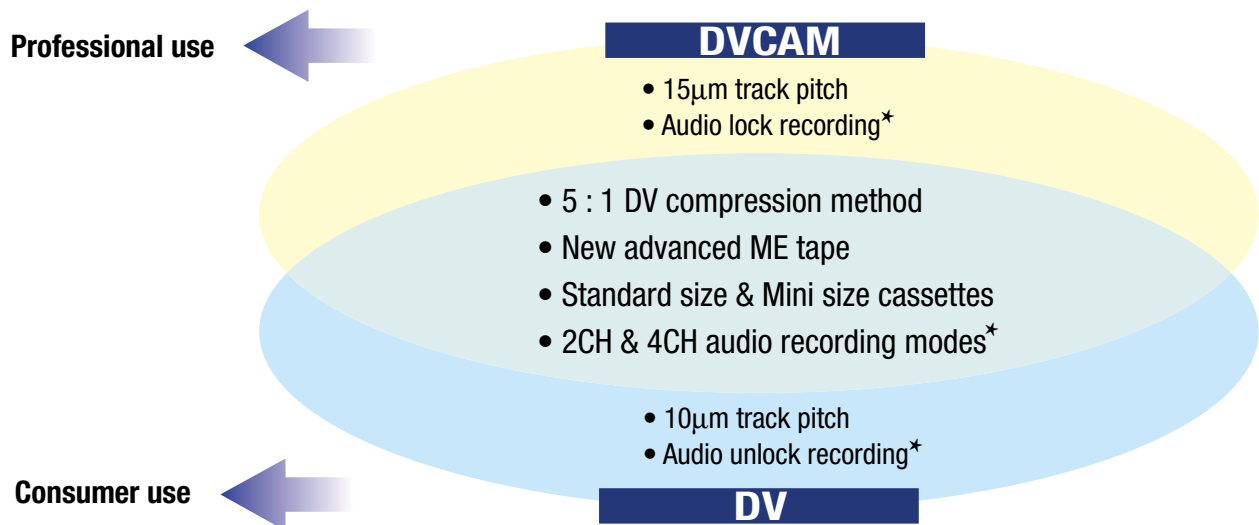 Professional use
DVCAM
• 15μm track pitch
• Audio lock recording*
• 5 : 1 DV compression method
• New advanced ME tape
• Standard size & Mini size cassettes
• 2CH & 4CH audio recording modes*
• 10μm track pitch
• Audio unlock recording*
Consumer use
DV